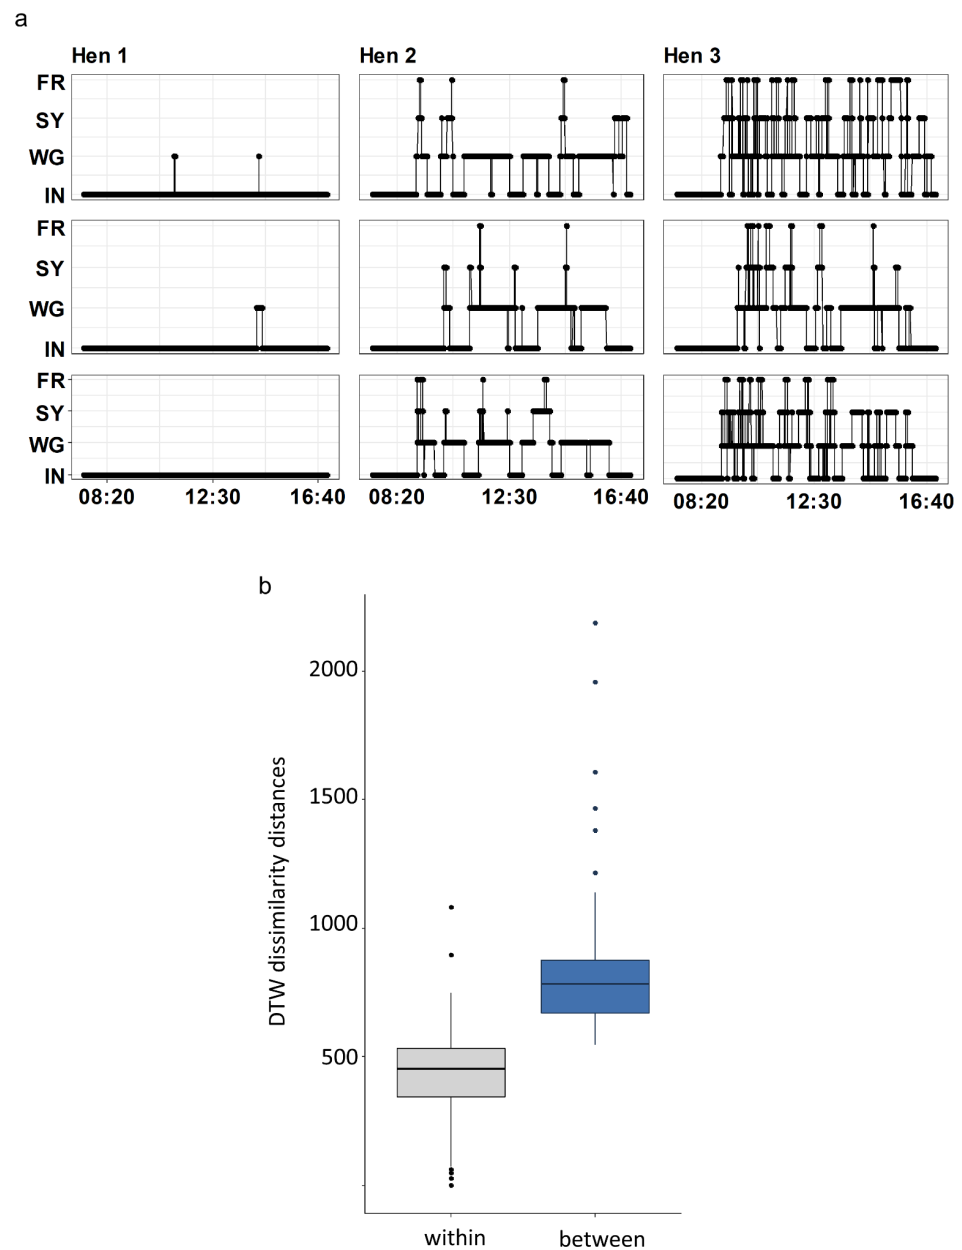 a
Hen 1
Hen 2
Hen 3
FR
SY
WG
IN
FR
SY
WG
IN
FR
SY
WG
IN
08:20 12:30 16:40
08:20 12:30 16:40
08:20 12:30 16:40
b
DTW dissimilarity distances
2000
1500
1000
500
within
between